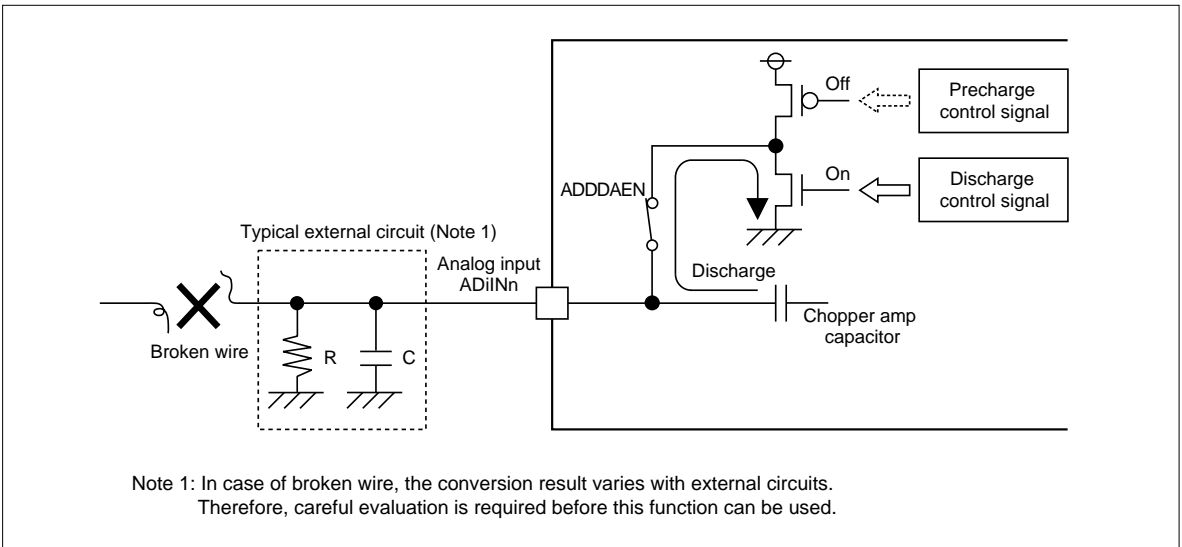 Off
Precharge
control signal
On
Discharge
control signal
ADDDAEN
Typical external circuit (Note 1)
Analog input
ADiINn
Discharge
Chopper amp
capacitor
Broken wire
R
C
Note 1: In case of broken wire, the conversion result varies with external circuits.
Therefore, careful evaluation is required before this function can be used.